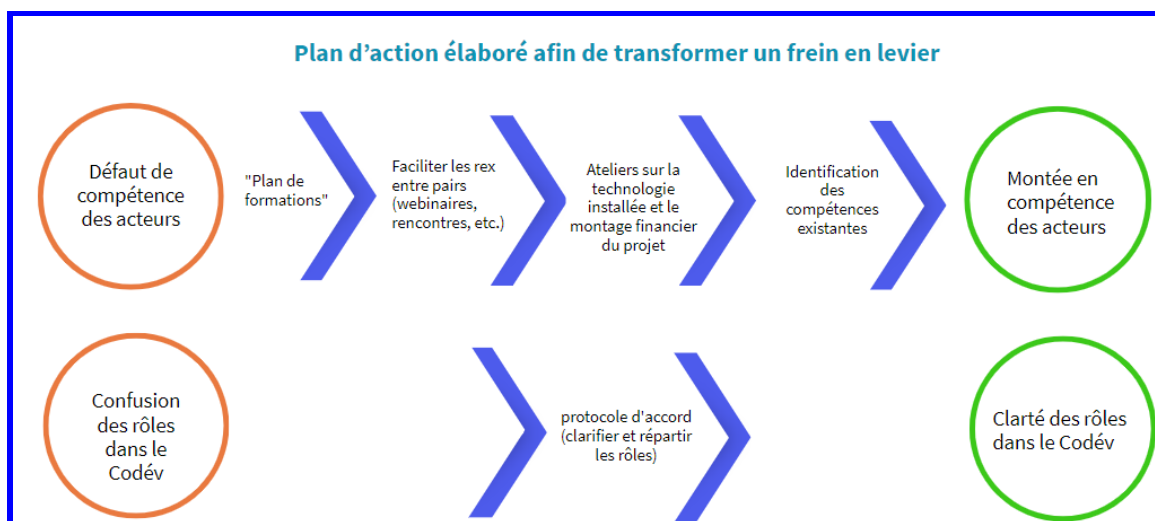 Plan d'action élaboré afin de transformer un frein en levier
Défaut de
compétence
des acteurs
"Plan de
formations"
Faciliter les rex
entre pairs
(webinaires,
rencontres, etc.)
Ateliers sur la
technologie
installée et le
montage financier
du projet
Identification
des
compétences
existantes
Montée en
compétence
des acteurs
Confusion
des rôles
dans le
Codév
protocole d'accord
(clarifier et répartir
les rôles)
Clarté des rôles
dans le Codév